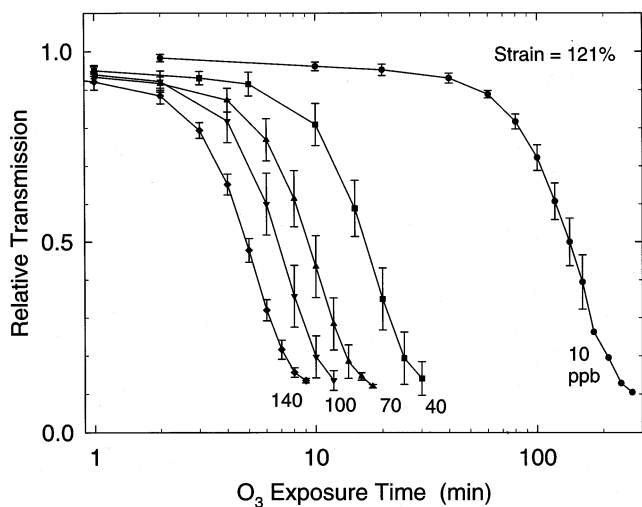 1.0
Strain = 121%
Relative Transmission
0.5
10
ppb
140
100
70
40
0.0
1
10
100
O₃ Exposure Time (min)